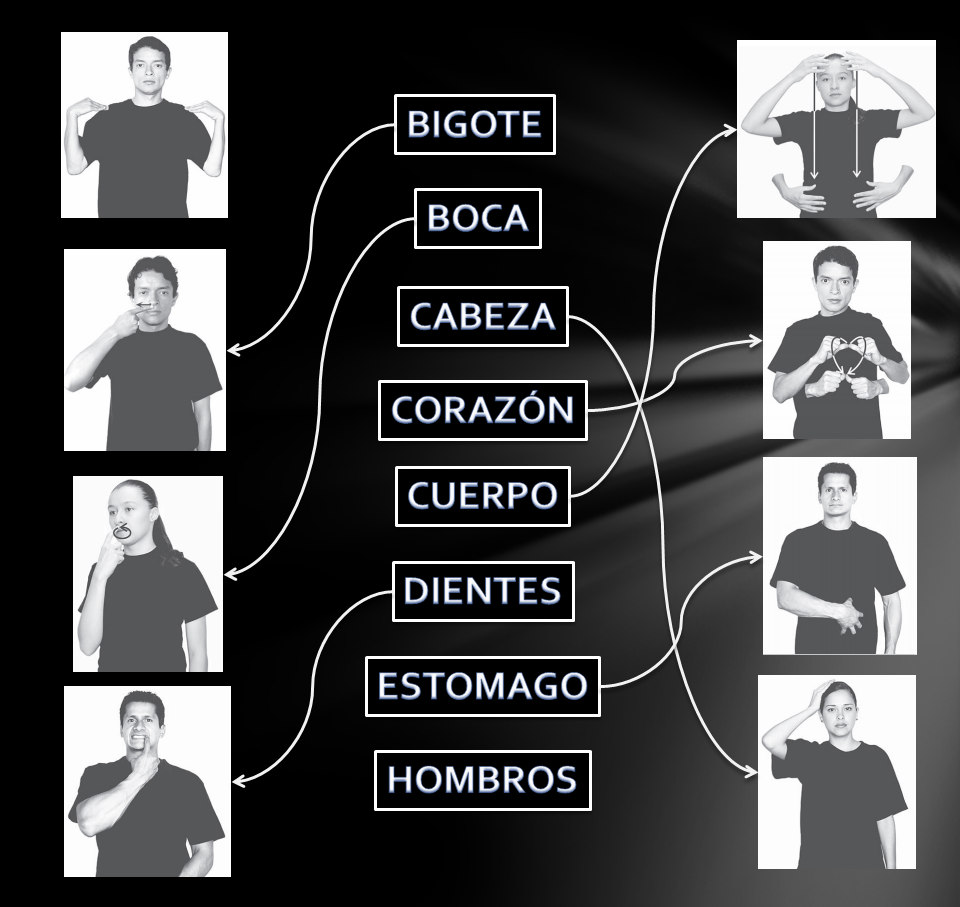 BIGOTE
BOCA
CABEZA
CORAZÓN
CUERPO
DIENTES
ESTOMAGO
HOMBROS